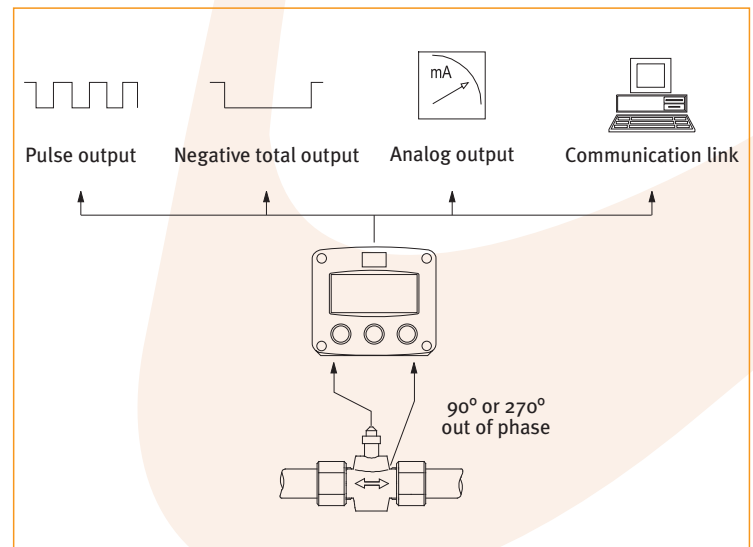 mA
Pulse output
Negative total output
Analog output
Communication link
90° or 270°
out of phase